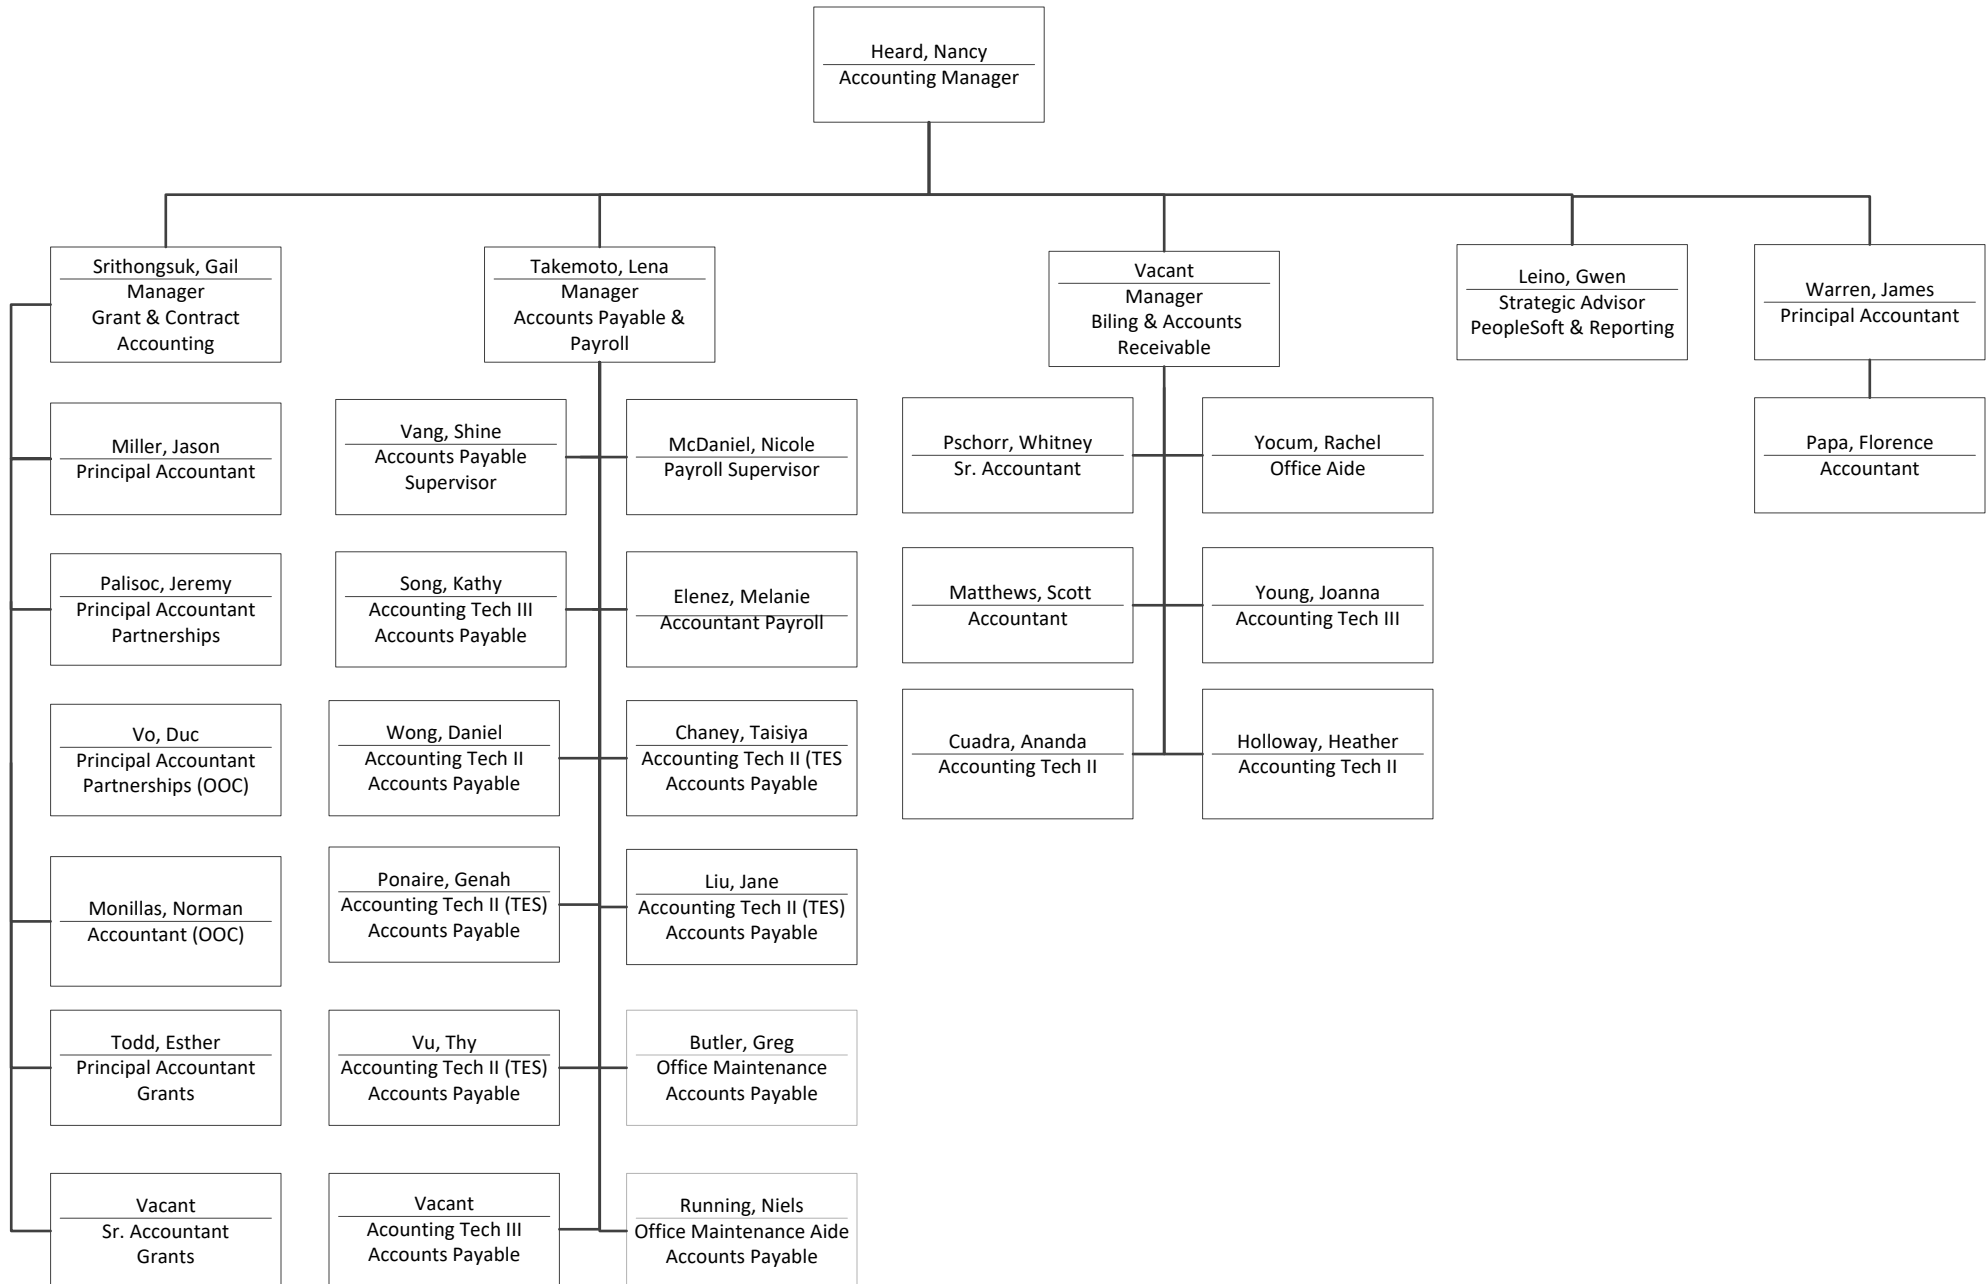 Heard, Nancy
Accounting Manager
Srithongsuk, Gail
Manager
Grant & Contract
Accounting
Takemoto, Lena
Manager
Accounts Payable &
Payroll
Vacant
Manager
Biling & Accounts
Receivable
Leino, Gwen
Strategic Advisor
PeopleSoft & Reporting
Warren, James
Principal Accountant
Miller, Jason
Principal Accountant
Vang, Shine
Accounts Payable
Supervisor
McDaniel, Nicole
Payroll Supervisor
Pschorr, Whitney
Sr. Accountant
Yocum, Rachel
Office Aide
Papa, Florence
Accountant
Palisoc, Jeremy
Principal Accountant
Partnerships
Song, Kathy
Accounting Tech III
Accounts Payable
Elenez, Melanie
Accountant Payroll
Matthews, Scott
Accountant
Young, Joanna
Accounting Tech III
Vo, Duc
Principal Accountant
Partnerships (OOC)
Wong, Daniel
Accounting Tech II
Accounts Payable
Chaney, Taisiya
Accounting Tech II (TES
Accounts Payable
Cuadra, Ananda
Accounting Tech II
Holloway, Heather
Accounting Tech II
Monillas, Norman
Accountant (OOC)
Ponaire, Genah
Accounting Tech II (TES)
Accounts Payable
Liu, Jane
Accounting Tech II (TES)
Accounts Payable
Todd, Esther
Principal Accountant
Grants
Vu, Thy
Accounting Tech II (TES)
Accounts Payable
Butler, Greg
Office Maintenance
Accounts Payable
Vacant
Sr. Accountant
Grants
Vacant
Acounting Tech III
Accounts Payable
Running, Niels
Office Maintenance Aide
Accounts Payable